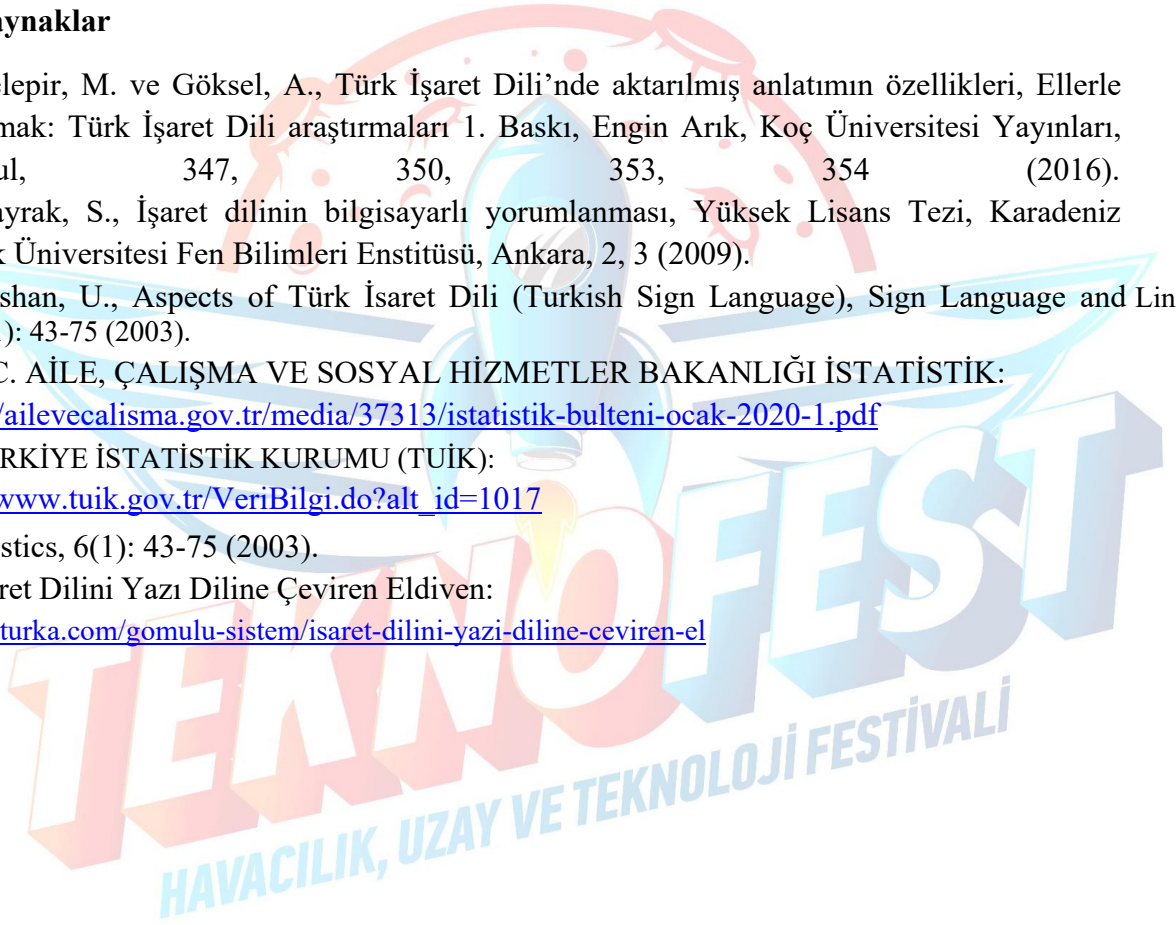 aynaklar
elepir, M. ve Göksel, A., Türk İşaret Dili’nde aktarılmış anlatımın özellikleri, Ellerle
mak: Türk İşaret Dili araştırmaları 1. Baskı, Engin Arık, Koç Üniversitesi Yayınları,
ul, 347, 350, 353, 354 (2016).
ayrak, S., İşaret dilinin bilgisayarlı yorumlanması, Yüksek Lisans Tezi, Karadeniz
k Üniversitesi Fen Bilimleri Enstitüsü, Ankara, 2, 3 (2009).
shan, U., Aspects of Türk İsaret Dili (Turkish Sign Language), Sign Language and Lin
): 43-75 (2003).
C. AİLE, ÇALIŞMA VE SOSYAL HİZMETLER BAKANLIĞI İSTATİSTİK:
/ailevecalisma.gov.tr/media/37313/istatistik-bulteni-ocak-2020-1.pdf
RKİYE İSTATİSTİK KURUMU (TUİK):
www.tuik.gov.tr/VeriBilgi.do?alt_id=1017
stics, 6(1): 43-75 (2003).
ret Dilini Yazı Diline Çeviren Eldiven:
turka.com/gomulu-sistem/isaret-dilini-yazi-diline-ceviren-el
TEKNOFEST
HAVACILIK, UZAY VE TEKNOLOJİ FESTİVALİ